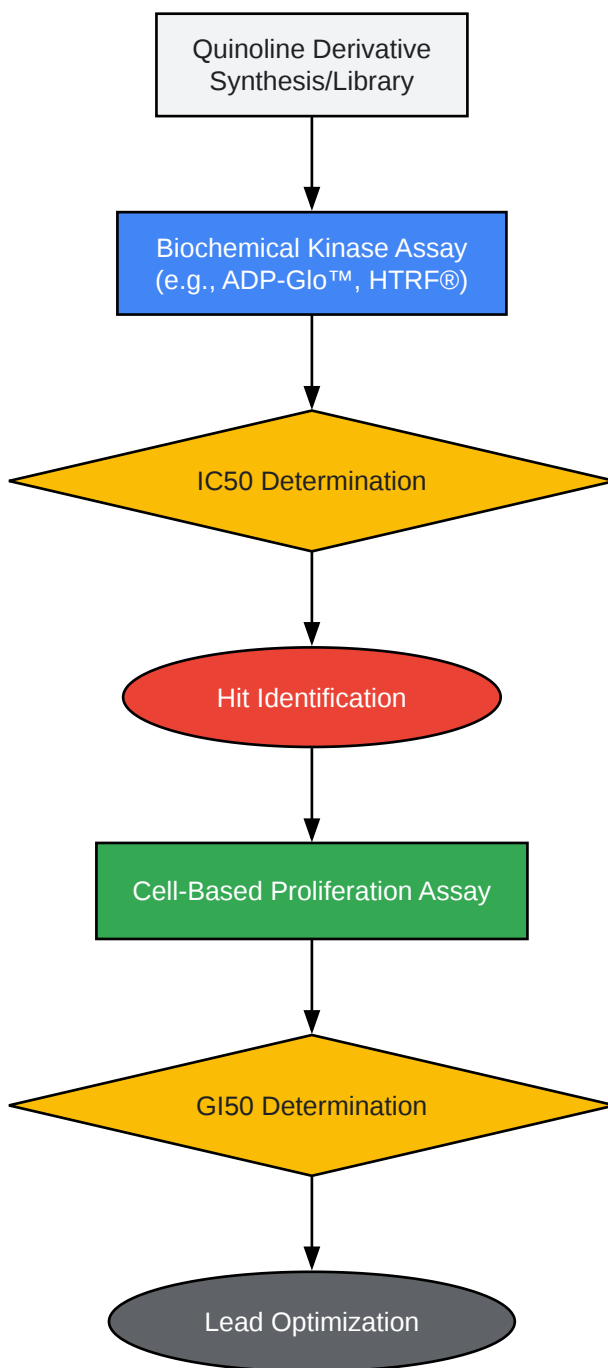 Quinoline Derivative
Synthesis/Library
Biochemical Kinase Assay
(e.g., ADP-Glo™, HTRF®)
IC50 Determination
Hit Identification
Cell-Based Proliferation Assay
GI50 Determination
Lead Optimization